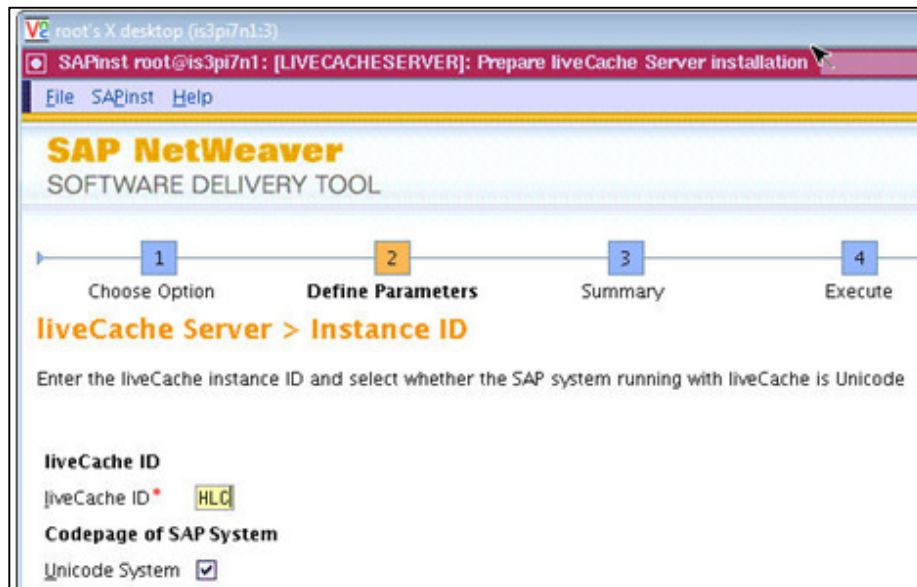 root's X desktop (is3pi7n1:3)
SAPinst root@is3pi7n1: [LIVECACHESERVER]: Prepare liveCache Server installation
File SAPinst Help
SAP NetWeaver
SOFTWARE DELIVERY TOOL
1 2 3 4
Choose Option Define Parameters Summary Execute
liveCache Server > Instance ID
Enter the liveCache instance ID and select whether the SAP system running with liveCache is Unicode
liveCache ID
liveCache ID* HLC
Codepage of SAP System
Unicode System